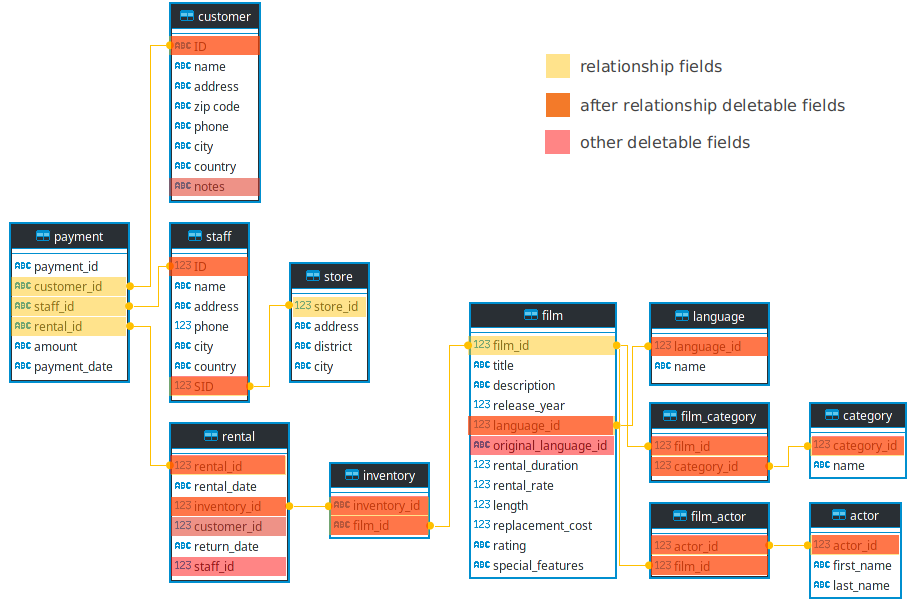 customer
ABC ID
ABC name
ABC address
ABC zip code
ABC phone
ABC city
ABC country
ABC notes
relationship fields
after relationship deletable fields
other deletable fields
payment
ABC payment_id
ABC customer_id
ABC staff_id
ABC rental_id
ABC amount
ABC payment_date
staff
123 ID
ABC name
ABC address
123 phone
ABC city
ABC country
123 SID
store
123 store_id
ABC address
ABC district
ABC city
rental
123 rental_id
ABC rental_date
123 inventory_id
123 customer_id
ABC return_date
123 staff_id
inventory
ABC inventory_id
ABC film_id
film
123 film_id
ABC title
ABC description
123 release_year
123 language_id
ABC original_language_id
123 rental_duration
123 rental_rate
123 length
123 replacement_cost
ABC rating
ABC special_features
language
123 language_id
ABC name
film_category
123 film_id
123 category_id
category
123 category_id
ABC name
film_actor
123 actor_id
123 film_id
actor
123 actor_id
ABC first_name
ABC last_name